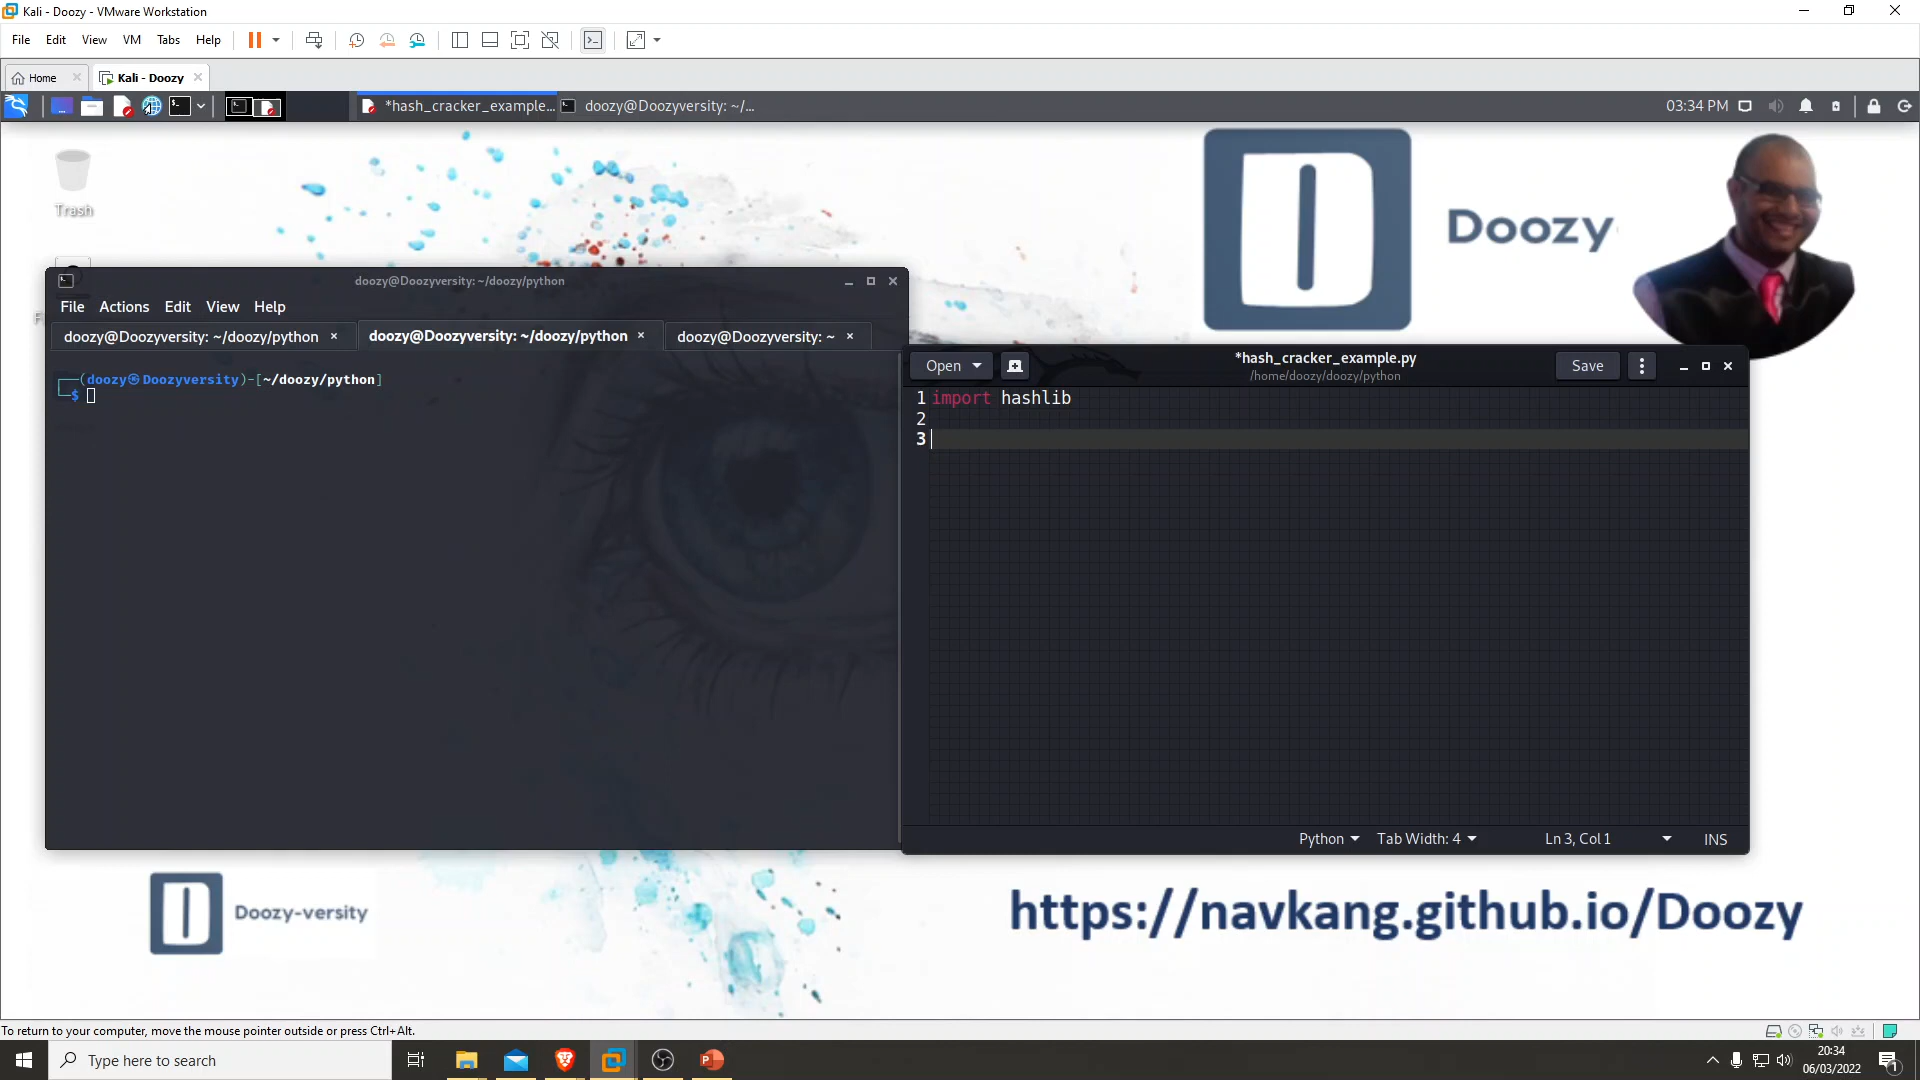 Kali - Doozy - VMware Workstation
File Edit View VM Tabs Help
Home
Kali - Doozy
*hash_cracker_example...
doozy@Doozyversity: ~/...
03:34 PM
Trash
Doozy
doozy@Doozyversity: ~/doozy/python
File Actions Edit View Help
doozy@Doozyversity: ~/doozy/python
doozy@Doozyversity: ~/doozy/python
doozy@Doozyversity: ~
┌──(doozy㉿Doozyversity)-[~/doozy/python]
└─$
Open
*hash_cracker_example.py
/home/doozy/doozy/python
Save
1 import hashlib
2
3
Python
Tab Width: 4
Ln 3, Col 1
INS
Doozy-versity
https://navkang.github.io/Doozy
To return to your computer, move the mouse pointer outside or press Ctrl+Alt.
Type here to search
20:34
06/03/2022
1